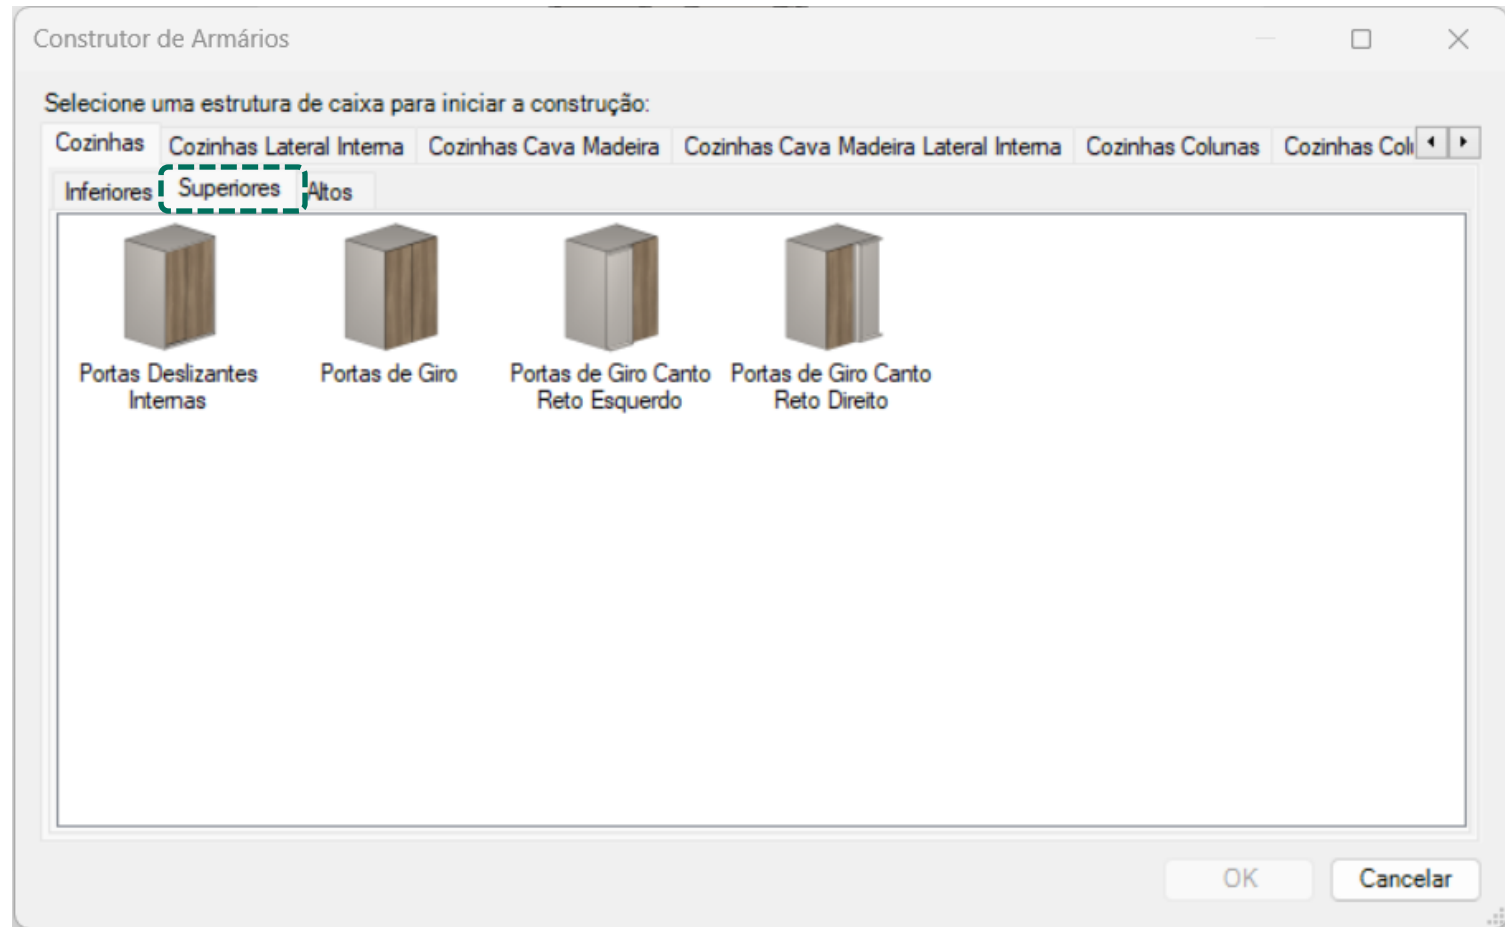 Construtor de Armários
Selecione uma estrutura de caixa para iniciar a construção:
Cozinhas Cozinhas Lateral Interna Cozinhas Cava Madeira Cozinhas Cava Madeira Lateral Interna Cozinhas Colunas Cozinhas Colu
Inferiores Superiores Altos
Portas Deslizantes Internas
Portas de Giro
Portas de Giro Canto Reto Esquerdo
Portas de Giro Canto Reto Direito
OK Cancelar